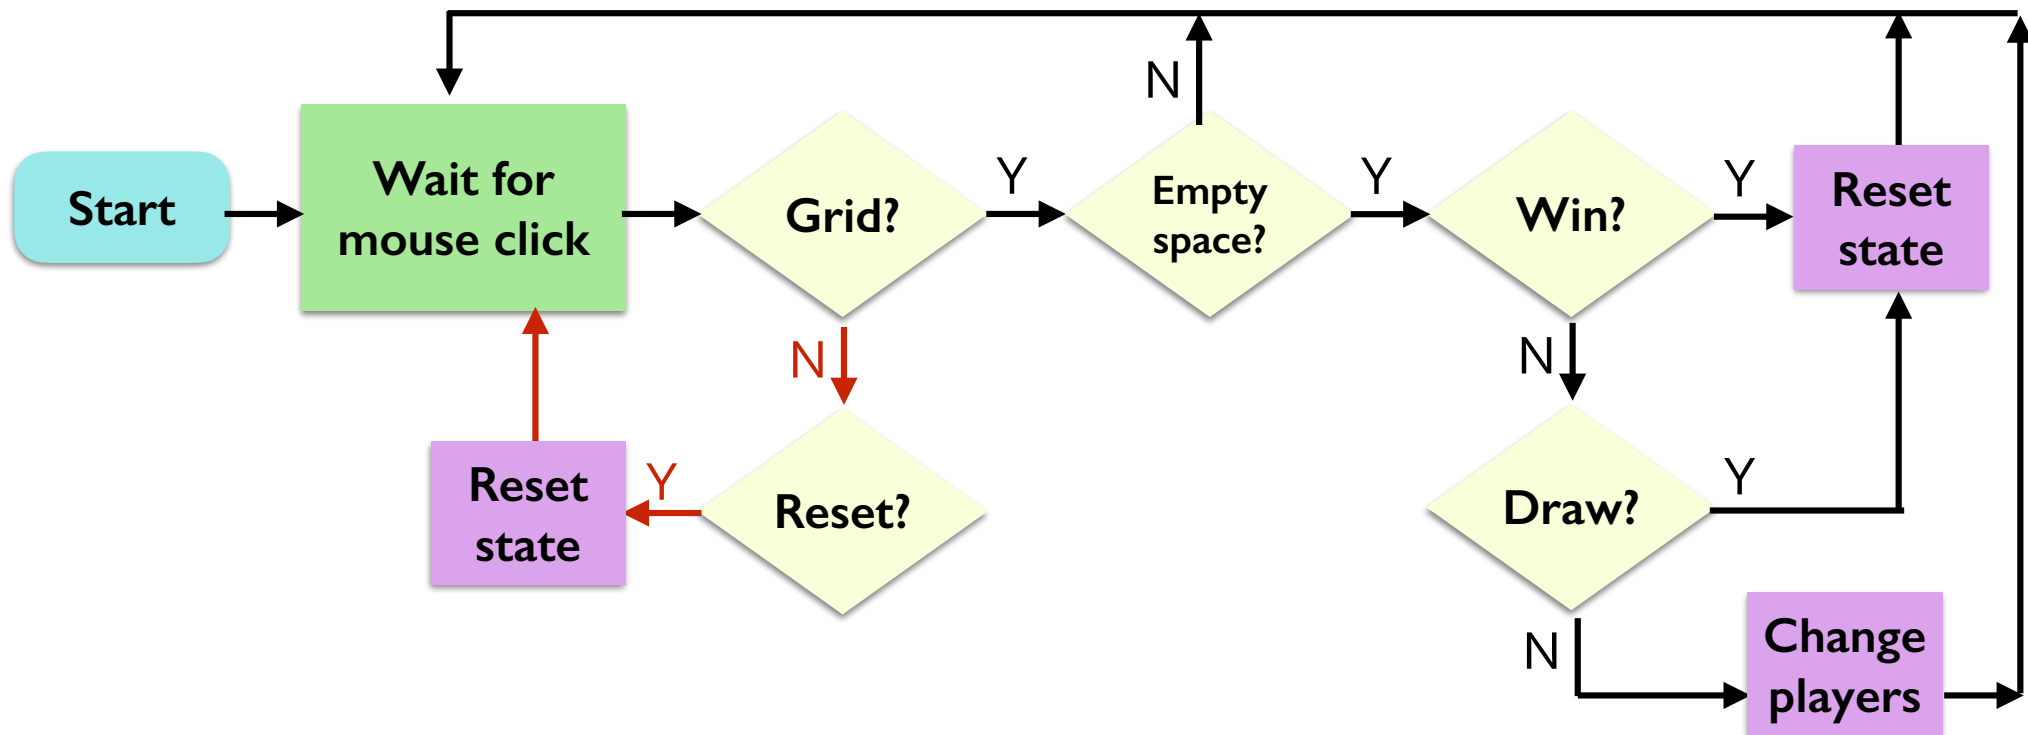 Start
Wait for
mouse click
Grid?
Y
Empty
space?
N
Y
Win?
Y
Reset
state
N
Reset?
Y
Reset
state
N
Draw?
Y
N
Change
players